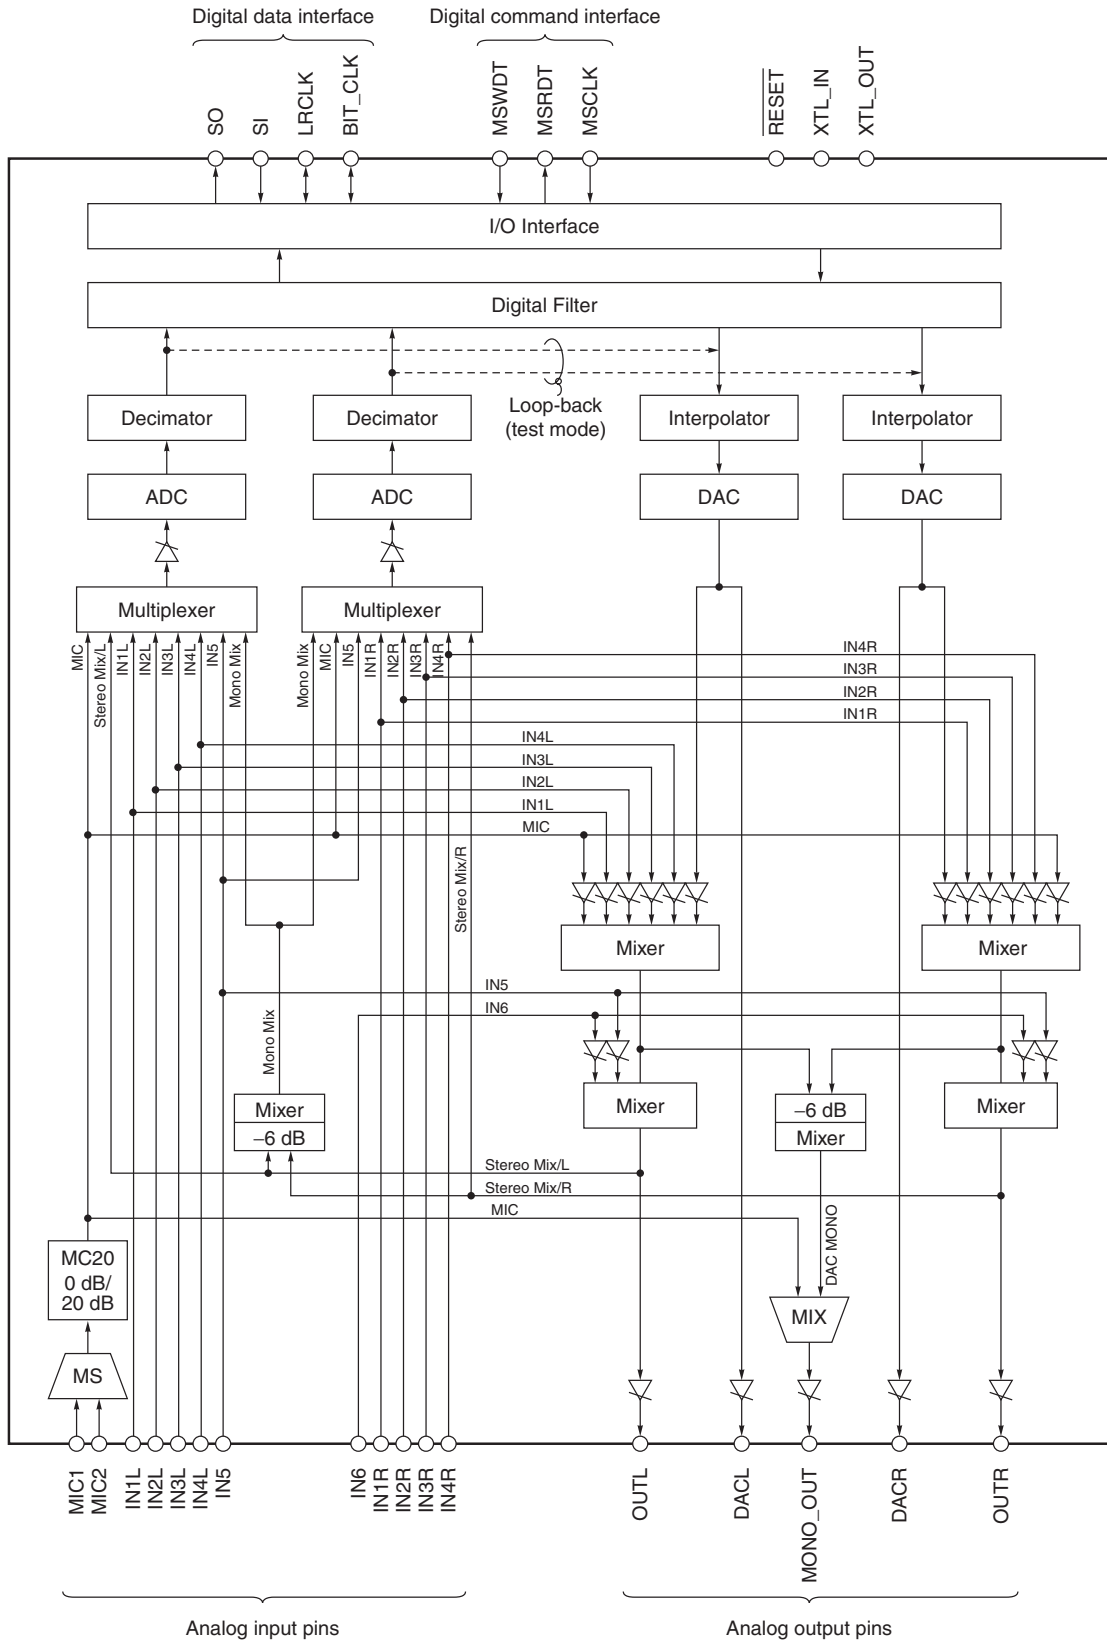 Digital data interface
Digital command interface
SO
SI
LRCLK
BIT_CLK
MSWDT
MSRDT
MSCLK
RESET
XTL_IN
XTL_OUT
I/O Interface
Digital Filter
Loop-back
(test mode)
Decimator
Decimator
Interpolator
Interpolator
ADC
ADC
DAC
DAC
Multiplexer
Multiplexer
MIC
Stereo Mix/L
IN1L
IN2L
IN3L
IN4L
IN5
Mono Mix
Mono Mix
MIC
IN5
IN1R
IN2R
IN3R
IN4R
IN4R
IN3R
IN2R
IN1R
IN4L
IN3L
IN2L
IN1L
MIC
Stereo Mix/R
Mixer
Mixer
IN5
IN6
Mono Mix
Mixer
–6 dB
Mixer
–6 dB
Mixer
Mixer
Stereo Mix/L
Stereo Mix/R
MIC
DAC MONO
MC20
0 dB/
20 dB
MIX
MS
MIC1
MIC2
IN1L
IN2L
IN3L
IN4L
IN5
IN6
IN1R
IN2R
IN3R
IN4R
OUTL
DACL
MONO_OUT
DACR
OUTR
Analog input pins
Analog output pins